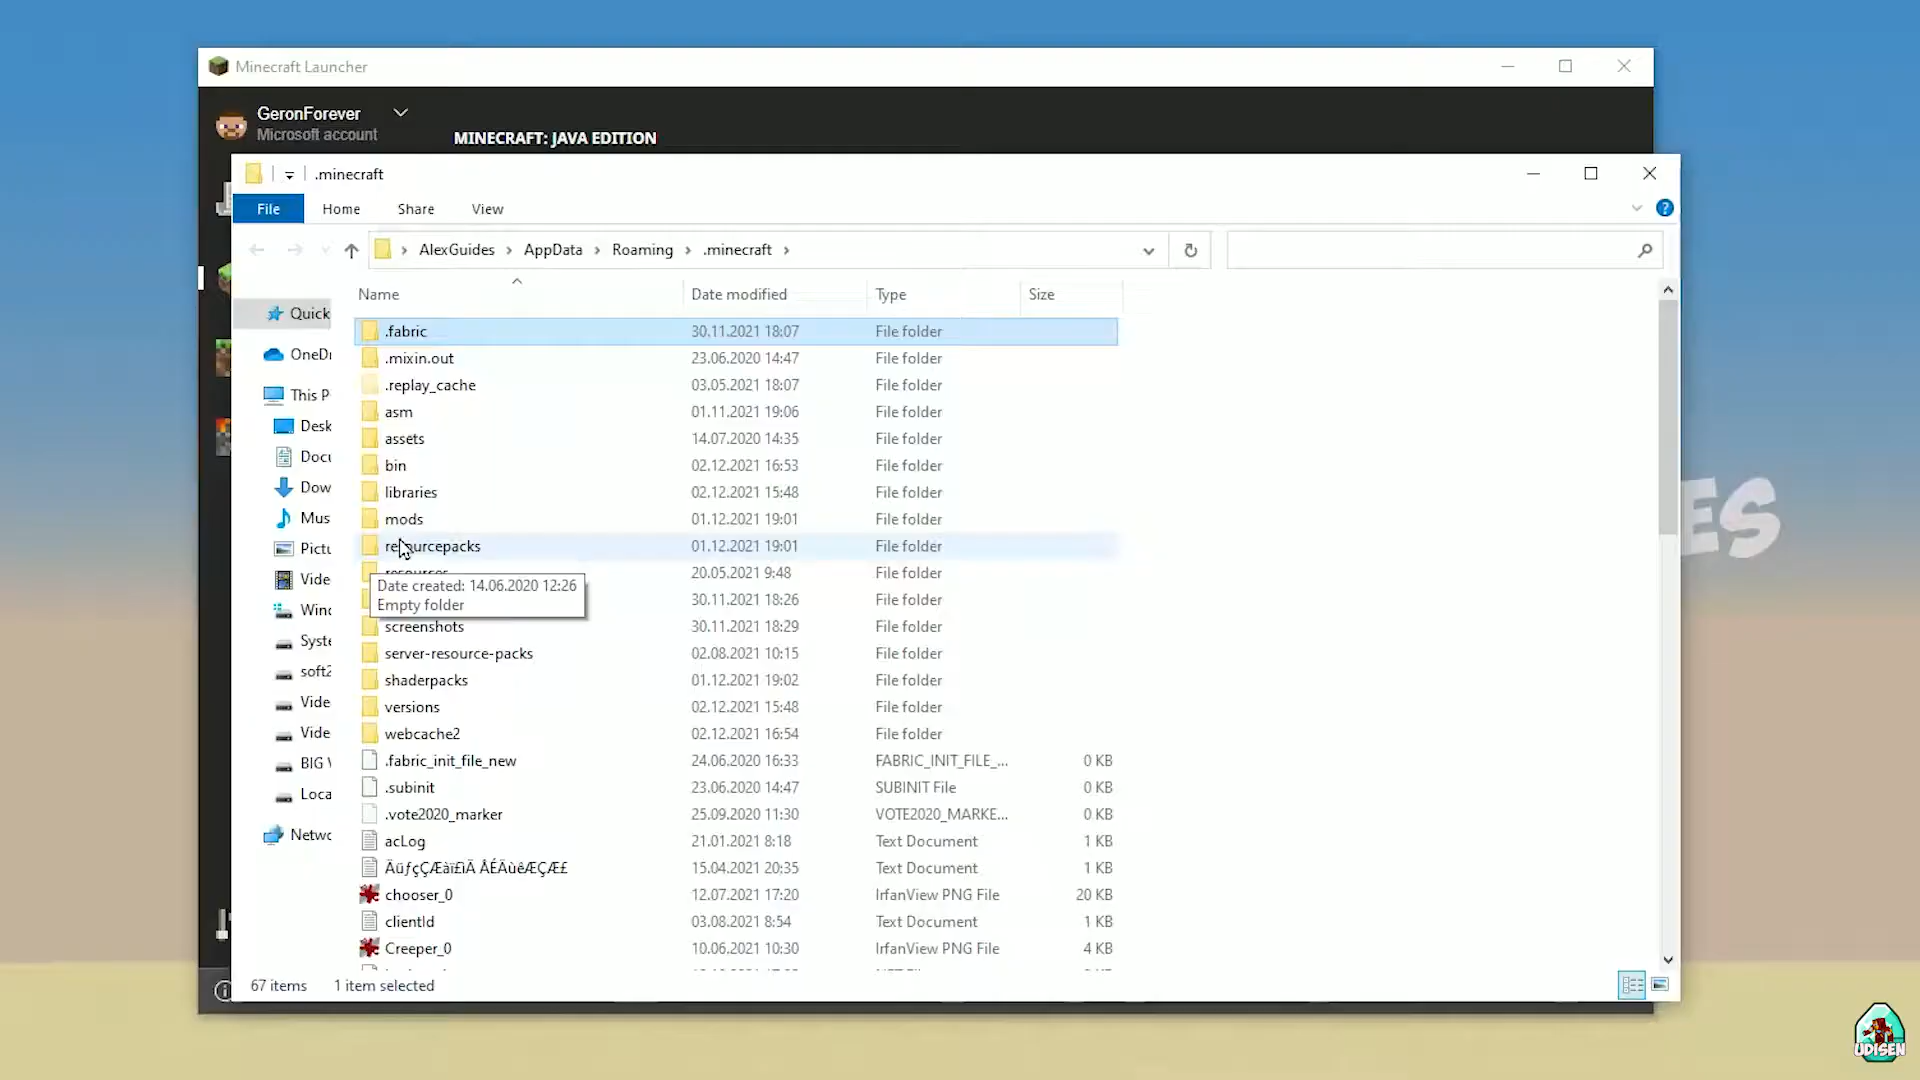 Minecraft Launcher
GeronForever
Microsoft account
MINECRAFT: JAVA EDITION
.minecraft
File Home Share View
AlexGuides AppData Roaming .minecraft
Name Date modified Type Size
Quick
OneDr
This P
Desk
Docu
Dow
Mus
Pictu
Vide
Winc
Syste
soft2
Vide
Vide
BIG
Loca
Netwo
.fabric 30.11.2021 18:07 File folder
.mixin.out 23.06.2020 14:47 File folder
.replay_cache 03.05.2021 18:07 File folder
asm 01.11.2021 19:06 File folder
assets 14.07.2020 14:35 File folder
bin 02.12.2021 16:53 File folder
libraries 02.12.2021 15:48 File folder
mods 01.12.2021 19:01 File folder
resourcepacks 01.12.2021 19:01 File folder
resources 20.05.2021 9:48 File folder
Date created: 14.06.2020 12:26
Empty folder
30.11.2021 18:26 File folder
screenshots 30.11.2021 18:29 File folder
server-resource-packs 02.08.2021 10:15 File folder
shaderpacks 01.12.2021 19:02 File folder
versions 02.12.2021 15:48 File folder
webcache2 02.12.2021 16:54 File folder
.fabric_init_file_new 24.06.2020 16:33 FABRIC_INIT_FILE_... 0 KB
.subinit 23.06.2020 14:47 SUBINIT File 0 KB
.vote2020_marker 25.09.2020 11:30 VOTE2020_MARKE... 0 KB
acLog 21.01.2021 8:18 Text Document 1 KB
15.04.2021 20:35 Text Document 1 KB
chooser_0 12.07.2021 17:20 IrfanView PNG File 20 KB
clientId 03.08.2021 8:54 Text Document 1 KB
Creeper_0 10.06.2021 10:30 IrfanView PNG File 4 KB
67 items 1 item selected
ES
UDISEN